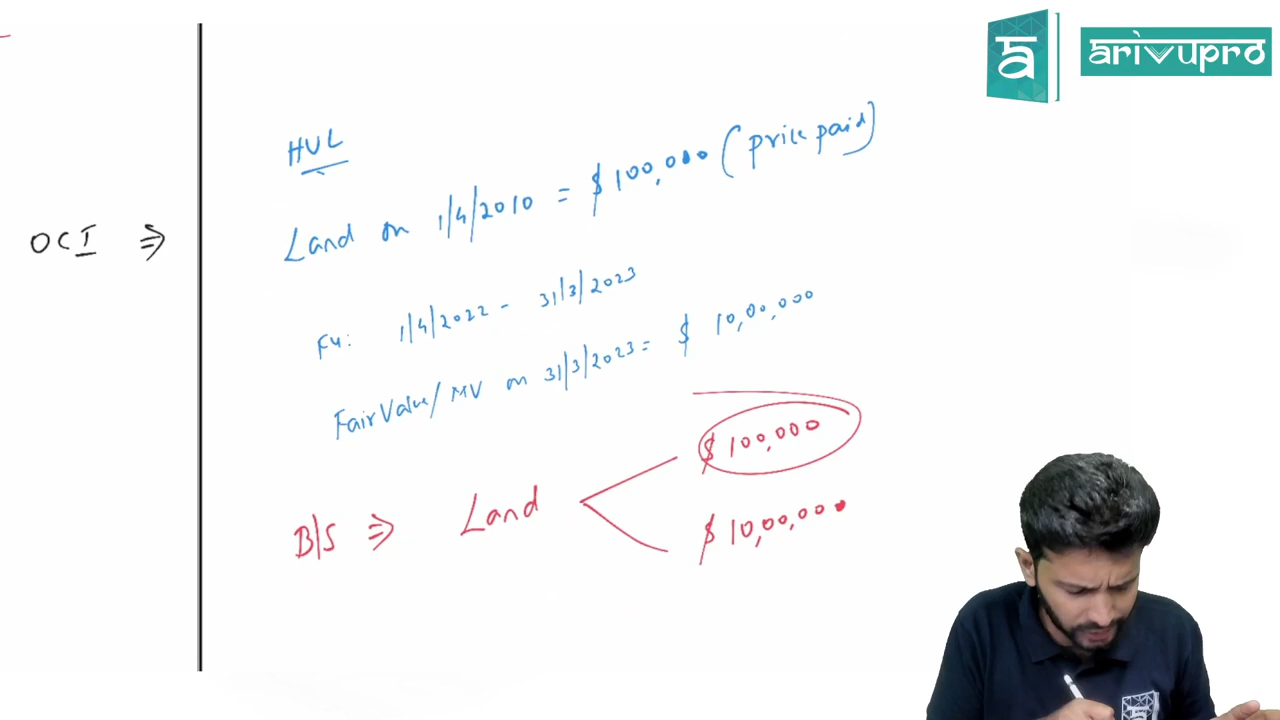 arivupro
HUL
Land on 1/4/2010 = $ 100,000 (price paid)
OCI ⇒
FY: 1/4/2022 - 31/3/2023
Fair Value/MV on 31/3/2023 = $ 10,00,000
$ 100,000
B/S ⇒ Land
$ 10,00,000